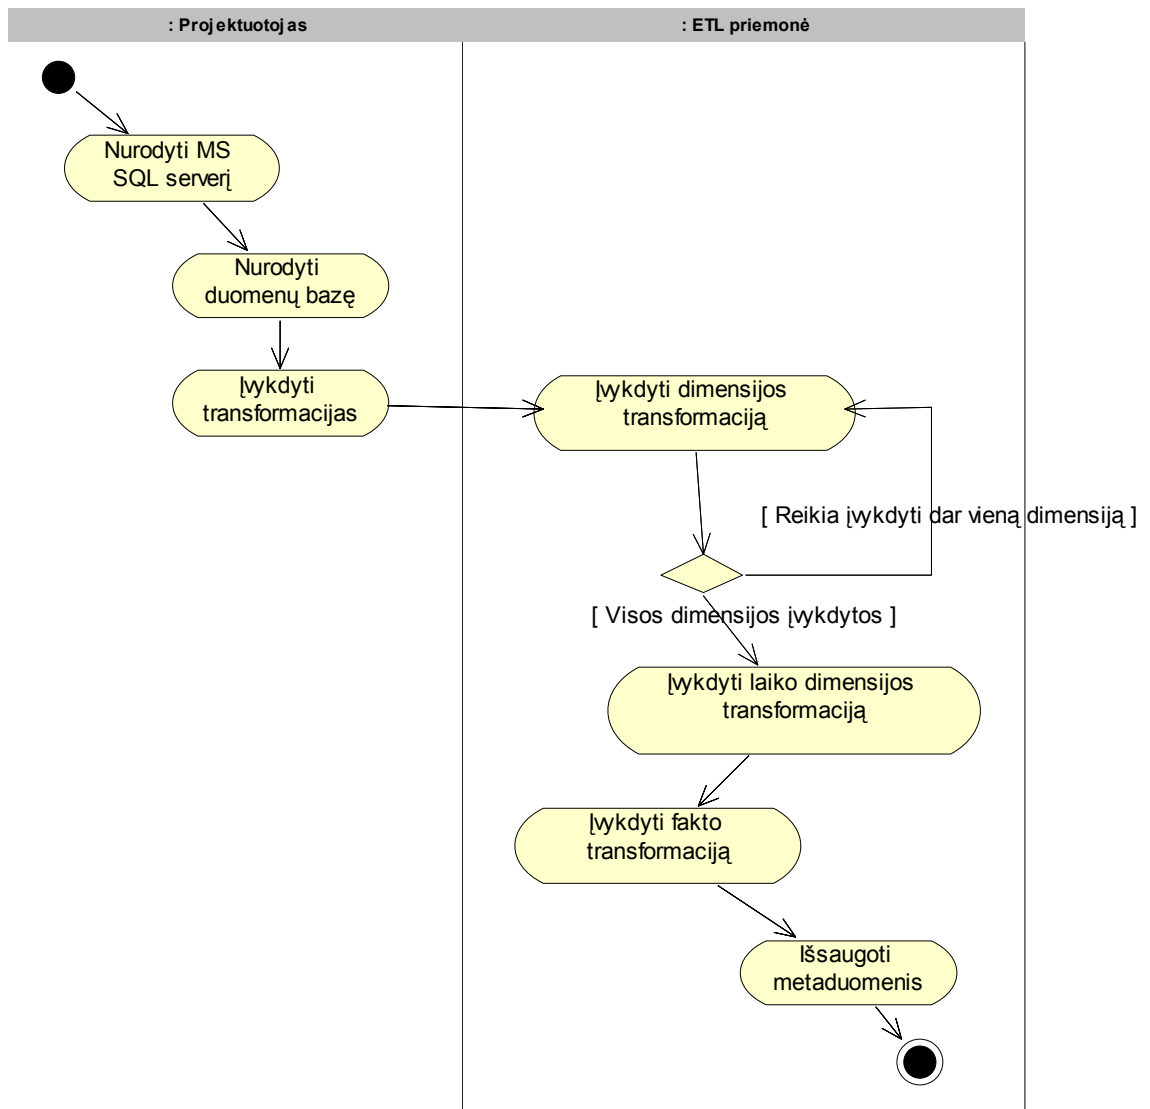 : Projektuotojas
: ETL priemonė
Nurodyti MS
SQL serverį
Nurodyti
duomenų bazę
Įvykdyti
transformacijas
Įvykdyti dimensijos
transformaciją
[ Reikia įvykdyti dar vieną dimensiją ]
[ Visos dimensijos įvykdytos ]
Įvykdyti laiko dimensijos
transformaciją
Įvykdyti fakto
transformaciją
Išsaugoti
metaduomenis